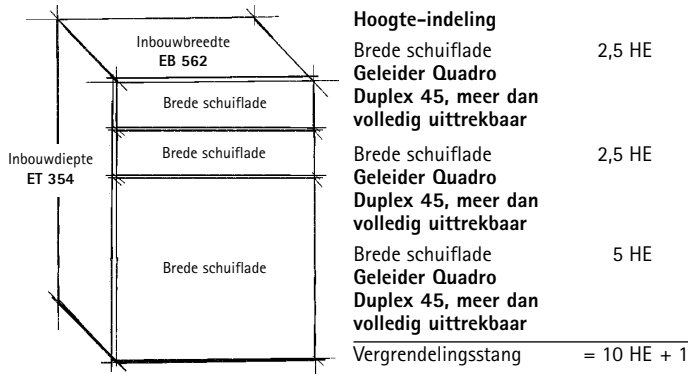 Inbouwbreedte
EB 562
Brede schuiflade
Brede schuiflade
Inbouwdiepte
ET 354
Brede schuiflade
Hoogte-indeling
Brede schuiflade 2,5 HE
Geleider Quadro
Duplex 45, meer dan
volledig uittrekbaar
Brede schuiflade 2,5 HE
Geleider Quadro
Duplex 45, meer dan
volledig uittrekbaar
Brede schuiflade 5 HE
Geleider Quadro
Duplex 45, meer dan
volledig uittrekbaar
Vergrendelingsstang = 10 HE + 1